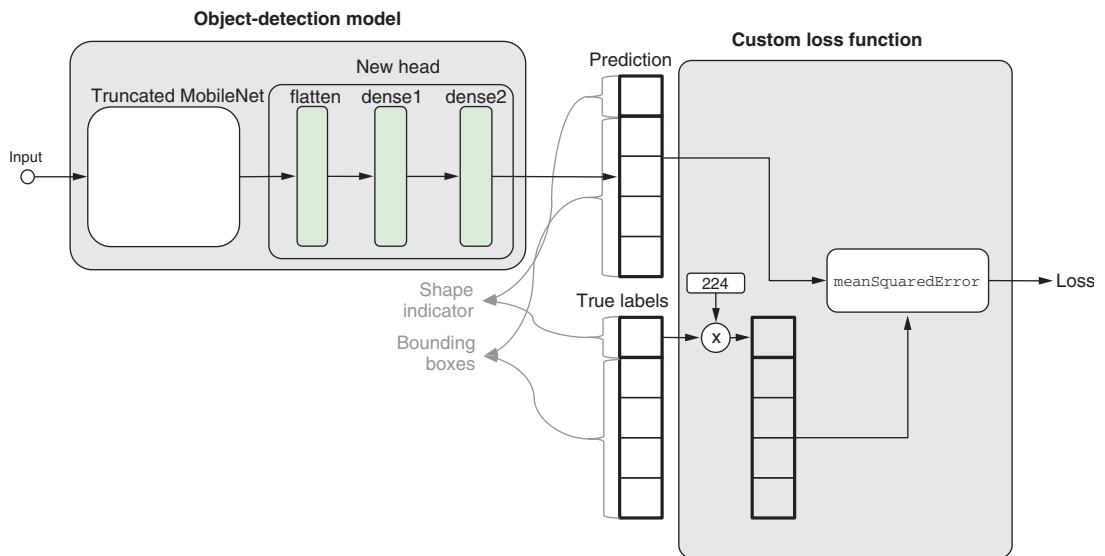 Object-detection model
Custom loss function
New head
Prediction
Truncated MobileNet
flatten
dense1
dense2
Input
Shape
indicator
Bounding
boxes
True labels
224
X
meanSquaredError
Loss